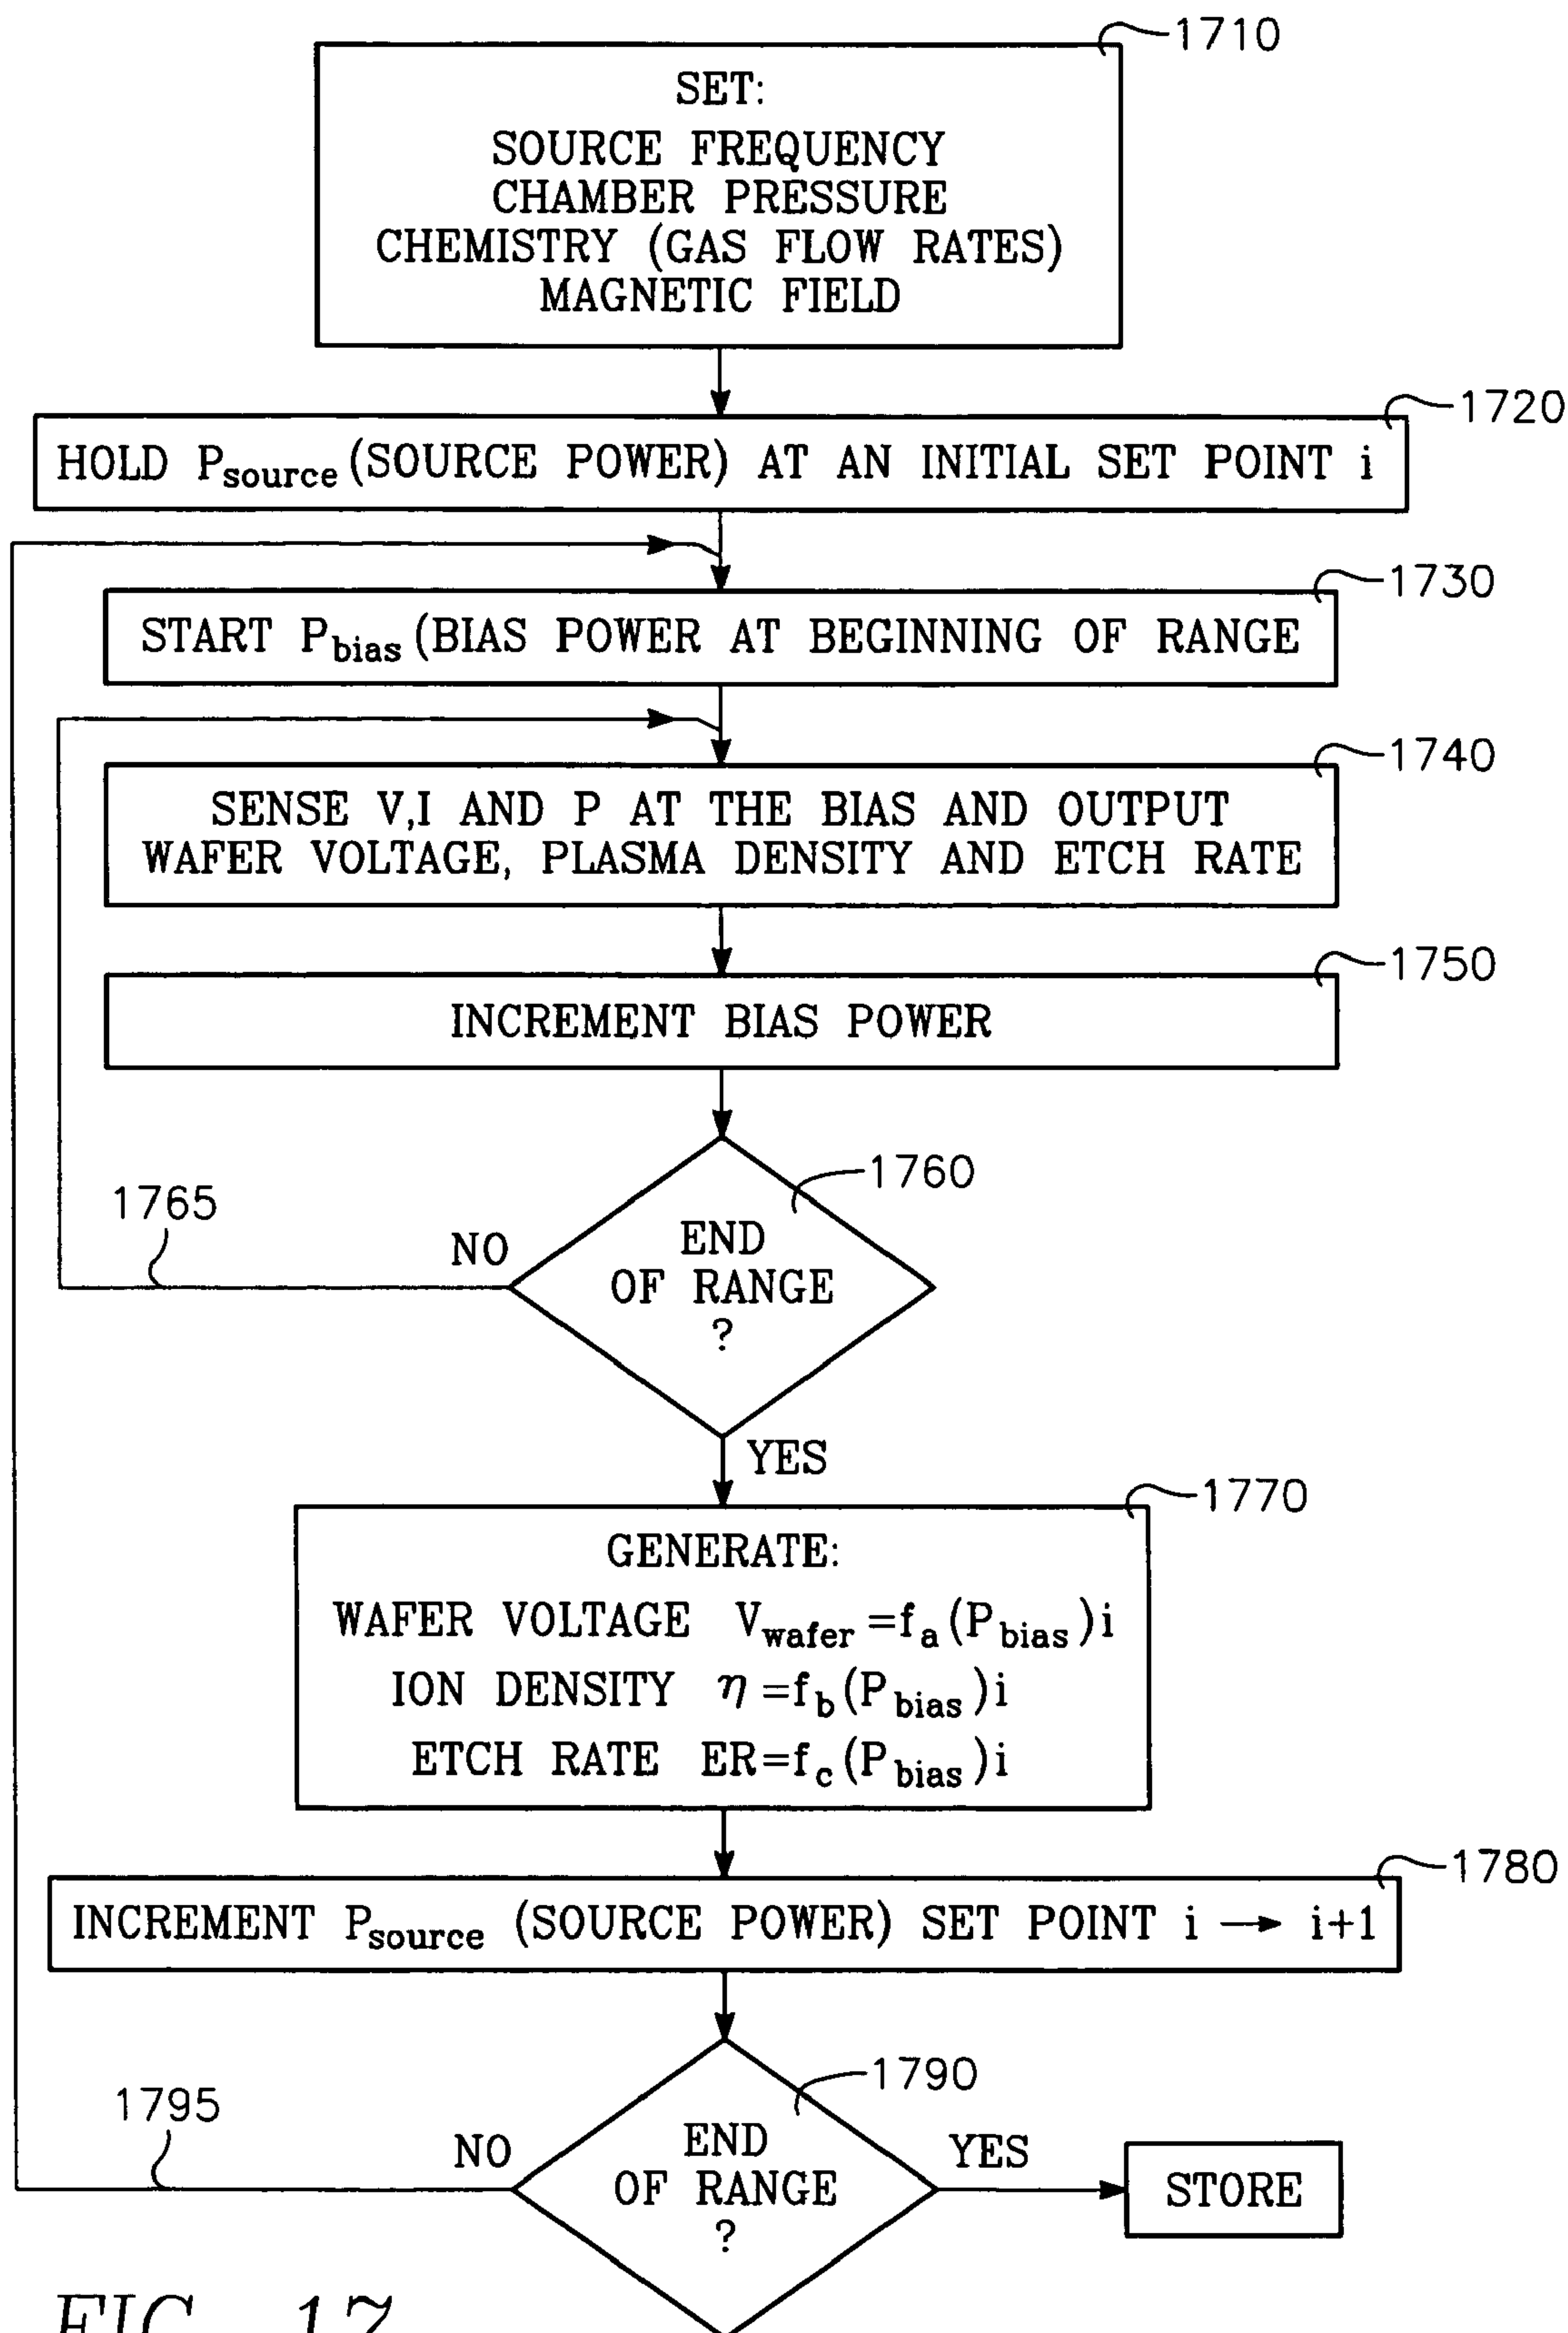 1710
SET:
SOURCE FREQUENCY
CHAMBER PRESSURE
CHEMISTRY (GAS FLOW RATES)
MAGNETIC FIELD
1720
HOLD Psource (SOURCE POWER) AT AN INITIAL SET POINT i
1730
START Pbias (BIAS POWER AT BEGINNING OF RANGE
1740
SENSE V,I AND P AT THE BIAS AND OUTPUT
WAFER VOLTAGE, PLASMA DENSITY AND ETCH RATE
1750
INCREMENT BIAS POWER
1760
1765
NO
END
OF RANGE
?
YES
1770
GENERATE:
WAFER VOLTAGE Vwafer =fa(Pbias)i
ION DENSITY η =fb(Pbias)i
ETCH RATE ER=fc(Pbias)i
1780
INCREMENT Psource (SOURCE POWER) SET POINT i → i+1
1790
1795
NO
END
OF RANGE
?
YES
STORE
FIG. 17